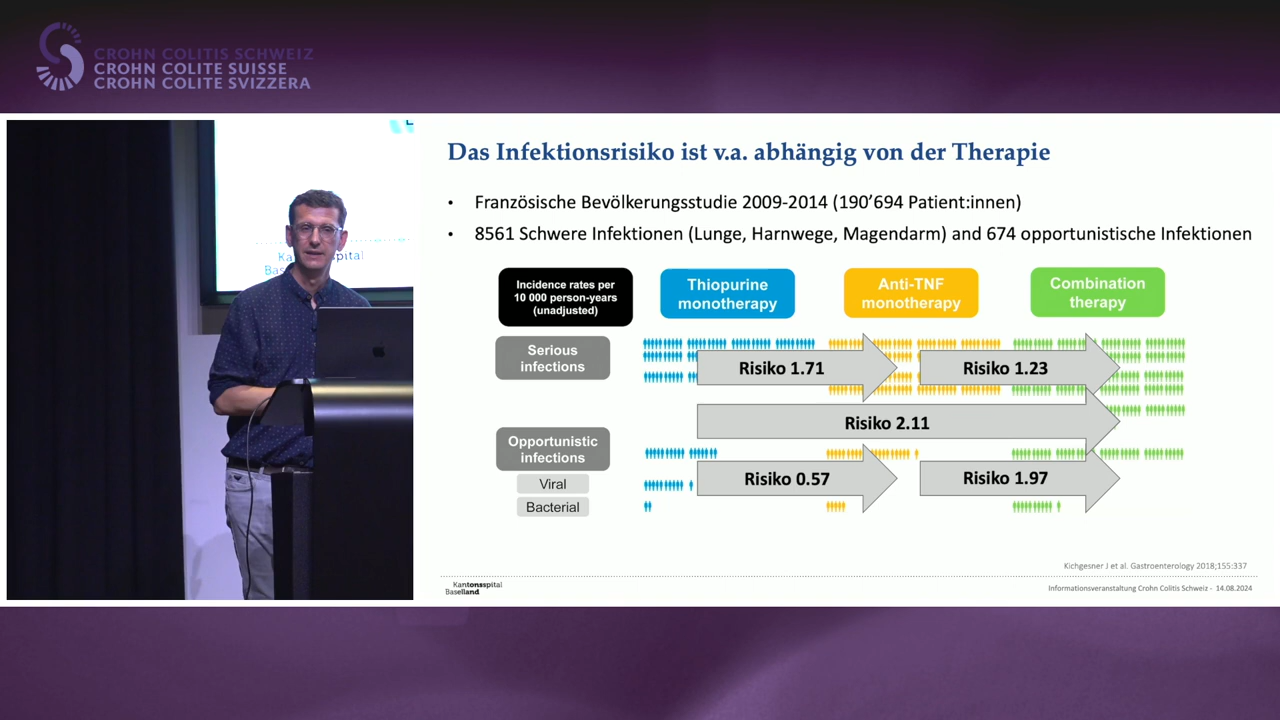 CROHN COLITIS SCHWEIZ
CROHN COLITE SUISSE
CROHN COLITE SVIZZERA
Das Infektionsrisiko ist v.a. abhängig von der Therapie
• Französische Bevölkerungsstudie 2009-2014 (190’694 Patient:innen)
• 8561 Schwere Infektionen (Lunge, Harnwege, Magendarm) and 674 opportunistische Infektionen
Incidence rates per
10 000 person-years
(unadjusted)
Thiopurine
monotherapy
Anti-TNF
monotherapy
Combination
therapy
Serious
infections
Risiko 1.71
Risiko 1.23
Risiko 2.11
Opportunistic
infections
Viral
Bacterial
Risiko 0.57
Risiko 1.97
Kichgesner J et al. Gastroenterology 2018;155:337
Kantonsspital
Baselland
Informationsveranstaltung Crohn Colitis Schweiz - 14.08.2024